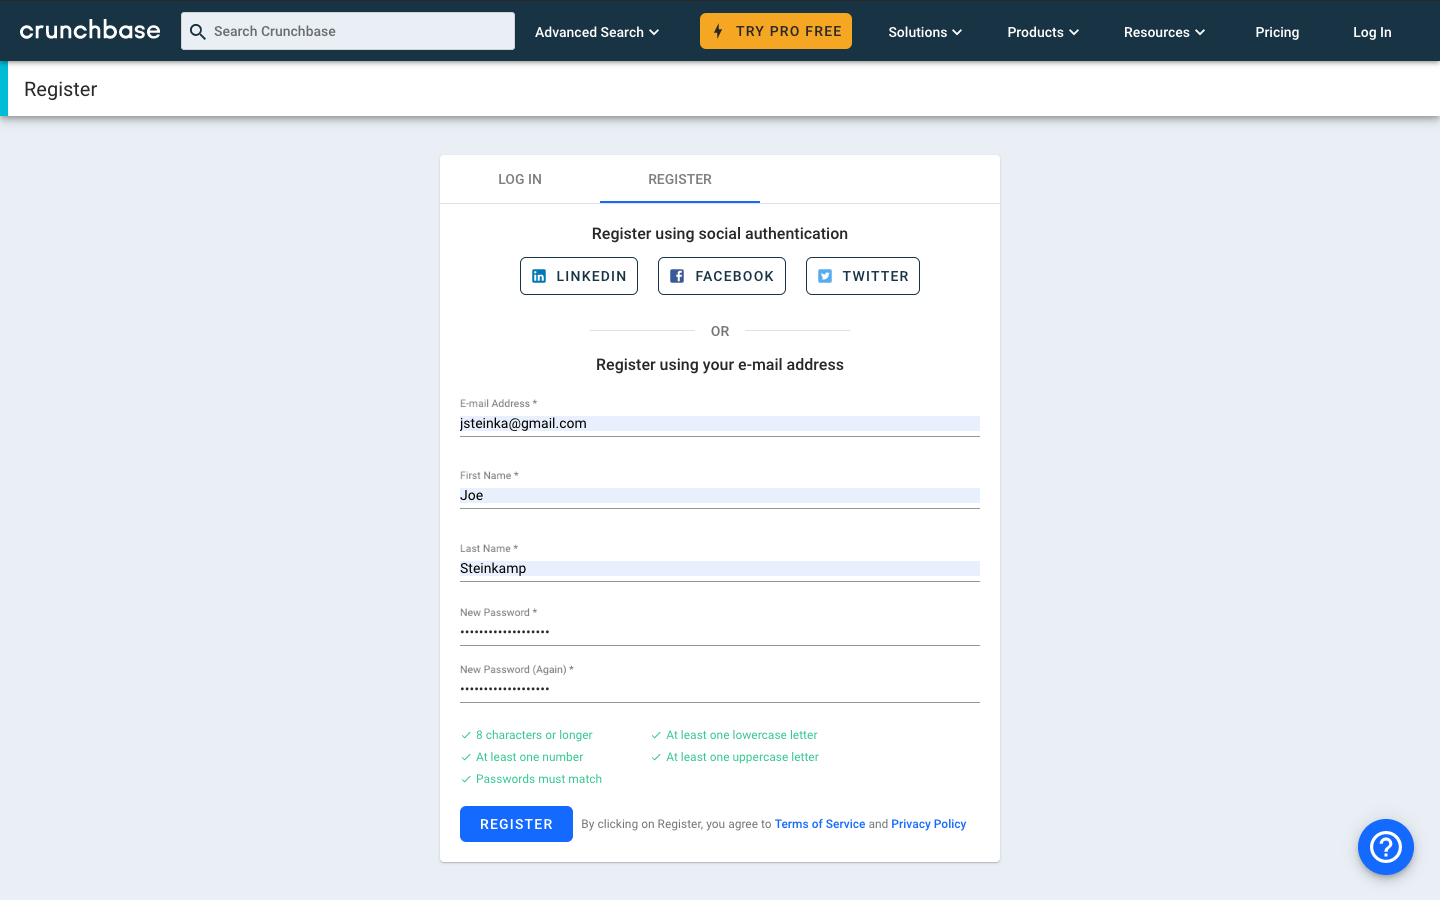 crunchbase Search Crunchbase Advanced Search TRY PRO FREE Solutions Products Resources Pricing Log In
Register
LOG IN REGISTER
Register using social authentication
LINKEDIN FACEBOOK TWITTER
OR
Register using your e-mail address
E-mail Address *
jsteinka@gmail.com
First Name *
Joe
Last Name *
Steinkamp
New Password *
•••••••••••••••••••
New Password (Again) *
•••••••••••••••••••
8 characters or longer At least one lowercase letter
At least one number At least one uppercase letter
Passwords must match
REGISTER By clicking on Register, you agree to Terms of Service and Privacy Policy